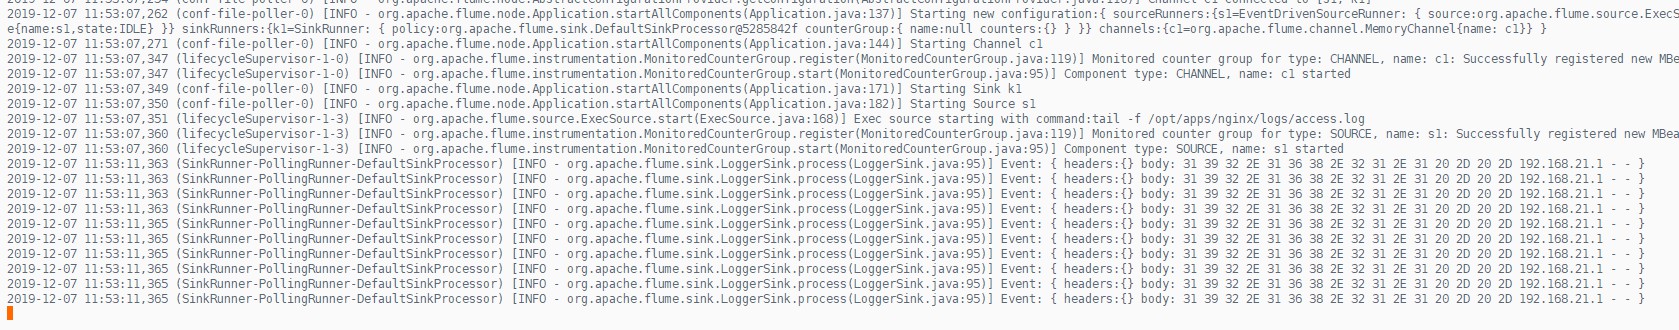 2019-12-07 11:53:07,262 (conf-file-poller-0) [INFO - org.apache.flume.node.Application.startAllComponents(Application.java:137)] Starting new configuration:{ sourceRunners:{s1=EventDrivenSourceRunner: { source:org.apache.flume.source.ExecS
e{name:s1,state:IDLE} }} sinkRunners:{k1=SinkRunner: { policy:org.apache.flume.sink.DefaultSinkProcessor@5285842f counterGroup:{ name:null counters:{} } }} channels:{c1=org.apache.flume.channel.MemoryChannel{name: c1}} }
2019-12-07 11:53:07,271 (conf-file-poller-0) [INFO - org.apache.flume.node.Application.startAllComponents(Application.java:144)] Starting Channel c1
2019-12-07 11:53:07,347 (lifecycleSupervisor-1-0) [INFO - org.apache.flume.instrumentation.MonitoredCounterGroup.register(MonitoredCounterGroup.java:119)] Monitored counter group for type: CHANNEL, name: c1: Successfully registered new MBe
2019-12-07 11:53:07,347 (lifecycleSupervisor-1-0) [INFO - org.apache.flume.instrumentation.MonitoredCounterGroup.start(MonitoredCounterGroup.java:95)] Component type: CHANNEL, name: c1 started
2019-12-07 11:53:07,349 (conf-file-poller-0) [INFO - org.apache.flume.node.Application.startAllComponents(Application.java:171)] Starting Sink k1
2019-12-07 11:53:07,350 (conf-file-poller-0) [INFO - org.apache.flume.node.Application.startAllComponents(Application.java:182)] Starting Source s1
2019-12-07 11:53:07,351 (lifecycleSupervisor-1-3) [INFO - org.apache.flume.source.ExecSource.start(ExecSource.java:168)] Exec source starting with command:tail -f /opt/apps/nginx/logs/access.log
2019-12-07 11:53:07,360 (lifecycleSupervisor-1-3) [INFO - org.apache.flume.instrumentation.MonitoredCounterGroup.register(MonitoredCounterGroup.java:119)] Monitored counter group for type: SOURCE, name: s1: Successfully registered new MBea
2019-12-07 11:53:07,360 (lifecycleSupervisor-1-3) [INFO - org.apache.flume.instrumentation.MonitoredCounterGroup.start(MonitoredCounterGroup.java:95)] Component type: SOURCE, name: s1 started
2019-12-07 11:53:11,363 (SinkRunner-PollingRunner-DefaultSinkProcessor) [INFO - org.apache.flume.sink.LoggerSink.process(LoggerSink.java:95)] Event: { headers:{} body: 31 39 32 2E 31 36 38 2E 32 31 2E 31 20 2D 20 2D 192.168.21.1 - - }
2019-12-07 11:53:11,363 (SinkRunner-PollingRunner-DefaultSinkProcessor) [INFO - org.apache.flume.sink.LoggerSink.process(LoggerSink.java:95)] Event: { headers:{} body: 31 39 32 2E 31 36 38 2E 32 31 2E 31 20 2D 20 2D 192.168.21.1 - - }
2019-12-07 11:53:11,363 (SinkRunner-PollingRunner-DefaultSinkProcessor) [INFO - org.apache.flume.sink.LoggerSink.process(LoggerSink.java:95)] Event: { headers:{} body: 31 39 32 2E 31 36 38 2E 32 31 2E 31 20 2D 20 2D 192.168.21.1 - - }
2019-12-07 11:53:11,363 (SinkRunner-PollingRunner-DefaultSinkProcessor) [INFO - org.apache.flume.sink.LoggerSink.process(LoggerSink.java:95)] Event: { headers:{} body: 31 39 32 2E 31 36 38 2E 32 31 2E 31 20 2D 20 2D 192.168.21.1 - - }
2019-12-07 11:53:11,365 (SinkRunner-PollingRunner-DefaultSinkProcessor) [INFO - org.apache.flume.sink.LoggerSink.process(LoggerSink.java:95)] Event: { headers:{} body: 31 39 32 2E 31 36 38 2E 32 31 2E 31 20 2D 20 2D 192.168.21.1 - - }
2019-12-07 11:53:11,365 (SinkRunner-PollingRunner-DefaultSinkProcessor) [INFO - org.apache.flume.sink.LoggerSink.process(LoggerSink.java:95)] Event: { headers:{} body: 31 39 32 2E 31 36 38 2E 32 31 2E 31 20 2D 20 2D 192.168.21.1 - - }
2019-12-07 11:53:11,365 (SinkRunner-PollingRunner-DefaultSinkProcessor) [INFO - org.apache.flume.sink.LoggerSink.process(LoggerSink.java:95)] Event: { headers:{} body: 31 39 32 2E 31 36 38 2E 32 31 2E 31 20 2D 20 2D 192.168.21.1 - - }
2019-12-07 11:53:11,365 (SinkRunner-PollingRunner-DefaultSinkProcessor) [INFO - org.apache.flume.sink.LoggerSink.process(LoggerSink.java:95)] Event: { headers:{} body: 31 39 32 2E 31 36 38 2E 32 31 2E 31 20 2D 20 2D 192.168.21.1 - - }
2019-12-07 11:53:11,365 (SinkRunner-PollingRunner-DefaultSinkProcessor) [INFO - org.apache.flume.sink.LoggerSink.process(LoggerSink.java:95)] Event: { headers:{} body: 31 39 32 2E 31 36 38 2E 32 31 2E 31 20 2D 20 2D 192.168.21.1 - - }
2019-12-07 11:53:11,365 (SinkRunner-PollingRunner-DefaultSinkProcessor) [INFO - org.apache.flume.sink.LoggerSink.process(LoggerSink.java:95)] Event: { headers:{} body: 31 39 32 2E 31 36 38 2E 32 31 2E 31 20 2D 20 2D 192.168.21.1 - - }